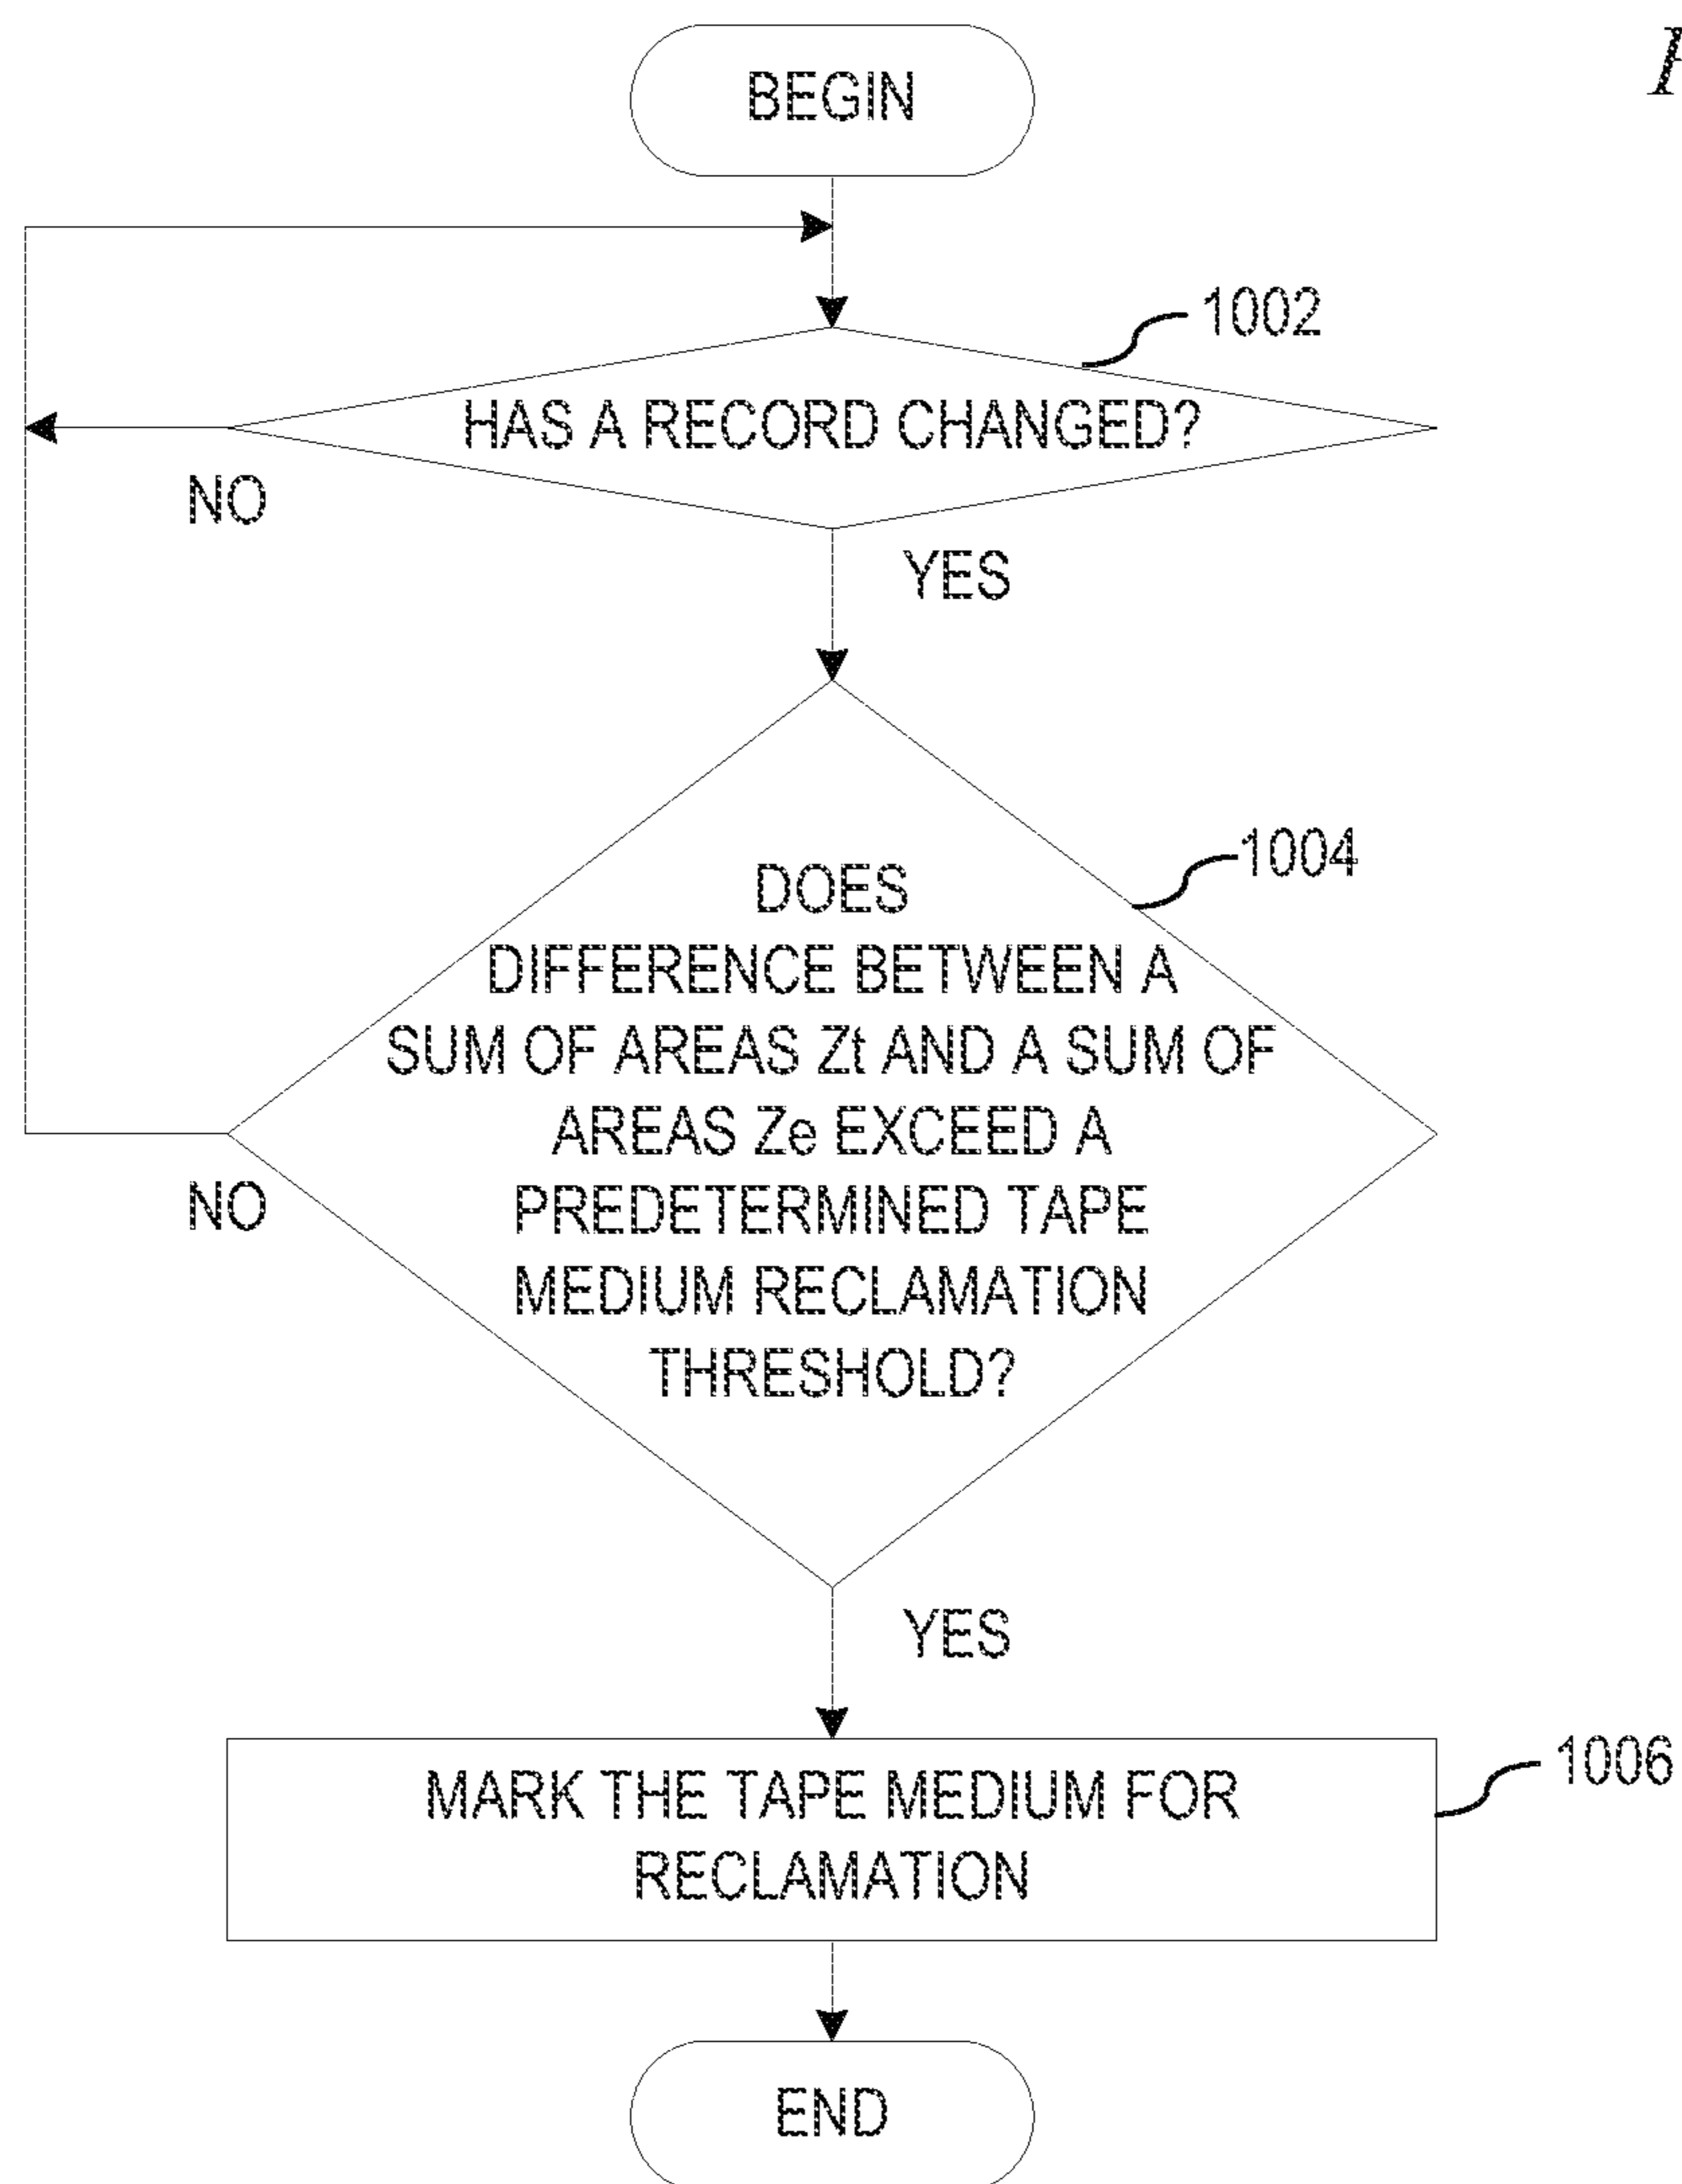 BEGIN
1002
HAS A RECORD CHANGED?
NO
YES
1004
DOES
DIFFERENCE BETWEEN A
SUM OF AREAS Zt AND A SUM OF
AREAS Ze EXCEED A
PREDETERMINED TAPE
MEDIUM RECLAMATION
THRESHOLD?
NO
YES
1006
MARK THE TAPE MEDIUM FOR
RECLAMATION
END